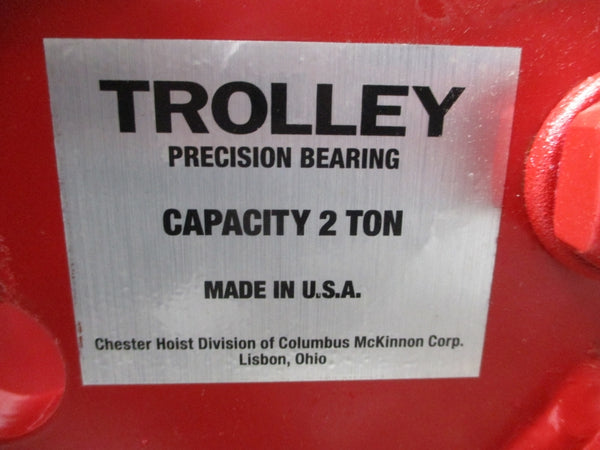 TROLLEY
PRECISION BEARING
CAPACITY 2 TON
MADE IN U.S.A.
Chester Hoist Division of Columbus McKinnon Corp.
Lisbon, Ohio